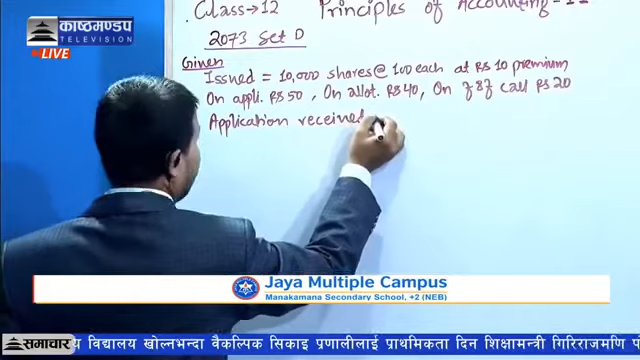 काष्ठमण्डप
TELEVISION
LIVE
Class→12 Principles of Accounting-II
2073 Set D
Given
Issued = 10,000 shares @ 100 each at Rs 10 premium
On appli. Rs 50, On allot. Rs 40, On f & f call Rs 20
Application received
Jaya Multiple Campus
Manakamana Secondary School, +2 (NEB)
समाचार विद्यालय खोल्नभन्दा वैकल्पिक सिकाइ प्रणालीलाई प्राथमिकता दिन शिक्षामन्त्री गिरिराजमणि